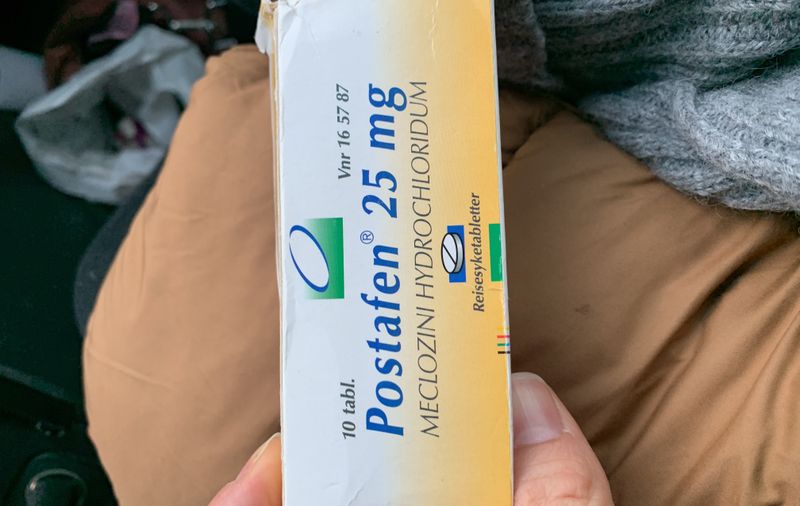 10 tabl. Vnr 16 57 87
Postafen® 25 mg
MECLOZINI HYDROCHLORIDUM
Reisesyketabletter